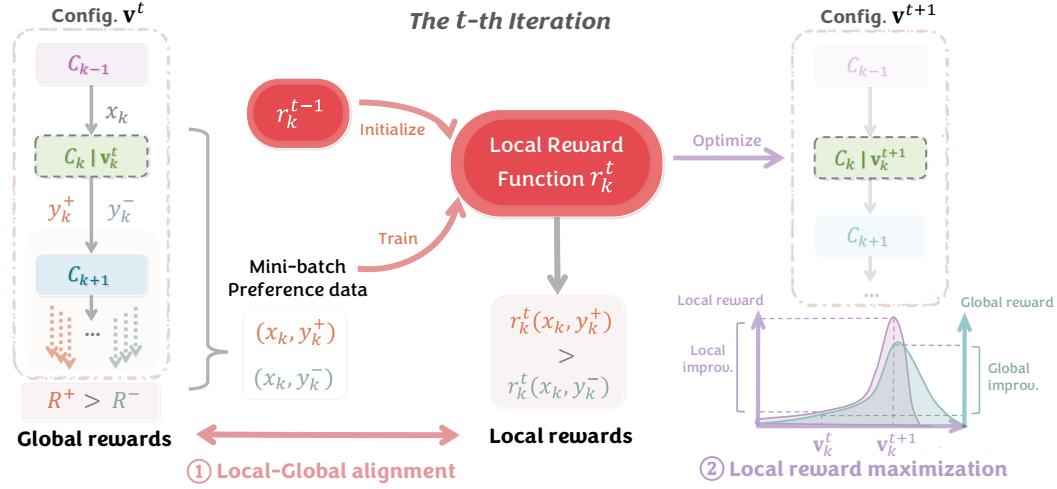 Config. v^t
The t-th Iteration
Config. v^{t+1}
C_{k-1}
x_k
C_k | v_k^t
y_k^+ y_k^-
C_{k+1}
...
R^+ > R^-
Global rewards
r_k^{t-1}
Initialize
Local Reward
Function r_k^t
Train
Mini-batch
Preference data
(x_k, y_k^+)
(x_k, y_k^-)
r_k^t(x_k, y_k^+)
>
r_k^t(x_k, y_k^-)
Local rewards
① Local-Global alignment
Optimize
C_{k-1}
C_k | v_k^{t+1}
C_{k+1}
...
Local reward
Global reward
Local
improv.
Global
improv.
v_k^t
v_k^{t+1}
② Local reward maximization